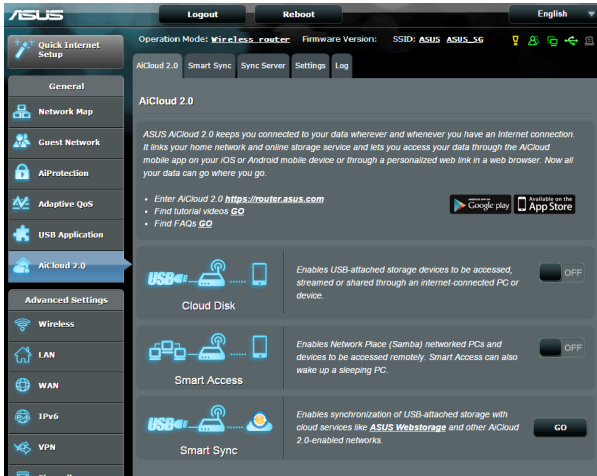 ASUS Logout Reboot English
Quick Internet
Setup
Operation Mode: Wireless router Firmware Version: SSID: ASUS ASUS_5G
AiCloud 2.0 Smart Sync Sync Server Settings Log
General
Network Map
Guest Network
AiProtection
Adaptive QoS
USB Application
AiCloud 2.0
Advanced Settings
Wireless
LAN
WAN
IPv6
VPN
AiCloud 2.0
ASUS AiCloud 2.0 keeps you connected to your data wherever and whenever you have an Internet connection.
It links your home network and online storage service and lets you access your data through the AiCloud
mobile app on your iOS or Android mobile device or through a personalized web link in a web browser. Now all
your data can go where you go.
• Enter AiCloud 2.0 https://router.asus.com
• Find tutorial videos GO
• Find FAQs GO
Google play
Available on the
App Store
USB
Cloud Disk
Enables USB-attached storage devices to be accessed,
streamed or shared through an internet-connected PC or
device.
OFF
Smart Access
Enables Network Place (Samba) networked PCs and
devices to be accessed remotely. Smart Access can also
wake up a sleeping PC.
OFF
USB
Smart Sync
Enables synchronization of USB-attached storage with
cloud services like ASUS Webstorage and other AiCloud
2.0-enabled networks.
GO